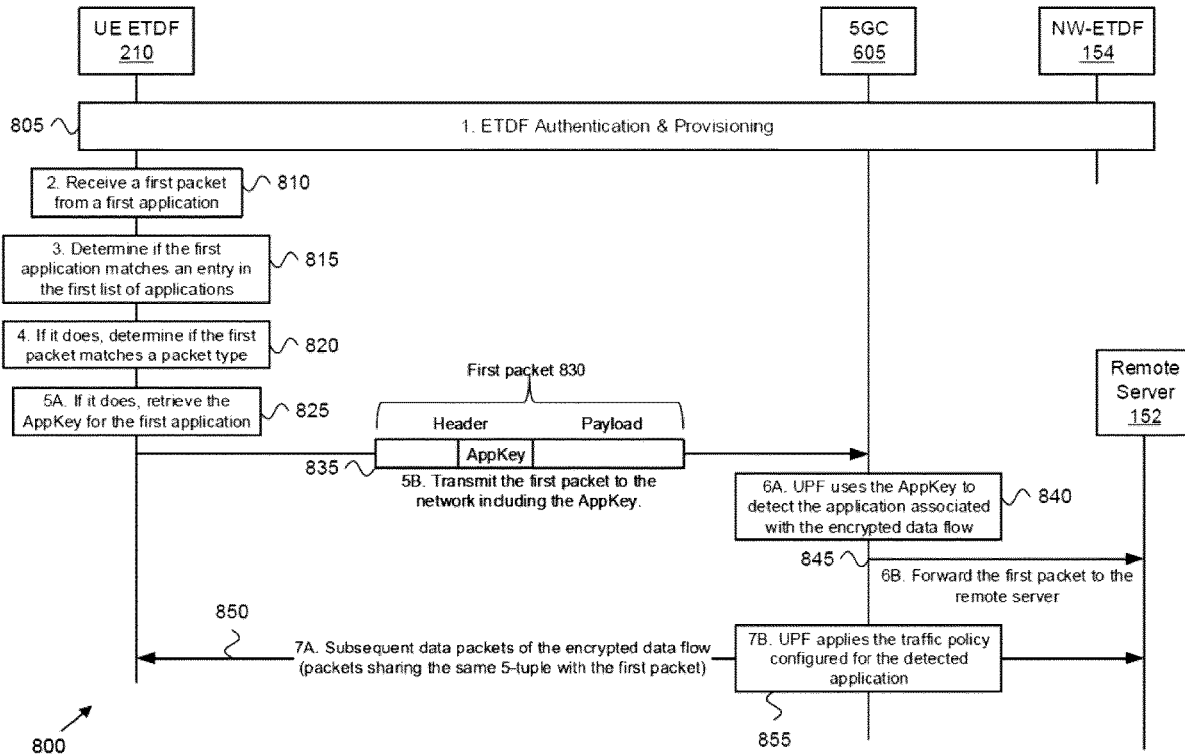 UE ETDF
210
5GC
605
NW-ETDF
154
805
1. ETDF Authentication & Provisioning
2. Receive a first packet
from a first application
810
3. Determine if the first
application matches an entry in
the first list of applications
815
4. If it does, determine if the first
packet matches a packet type
820
5A. If it does, retrieve the
AppKey for the first application
825
First packet 830
Header
Payload
AppKey
835
5B. Transmit the first packet to the
network including the AppKey.
Remote
Server
152
6A. UPF uses the AppKey to
detect the application associated
with the encrypted data flow
840
845
6B. Forward the first packet to the
remote server
850
7A. Subsequent data packets of the encrypted data flow
(packets sharing the same 5-tuple with the first packet)
7B. UPF applies the traffic policy
configured for the detected
application
855
800